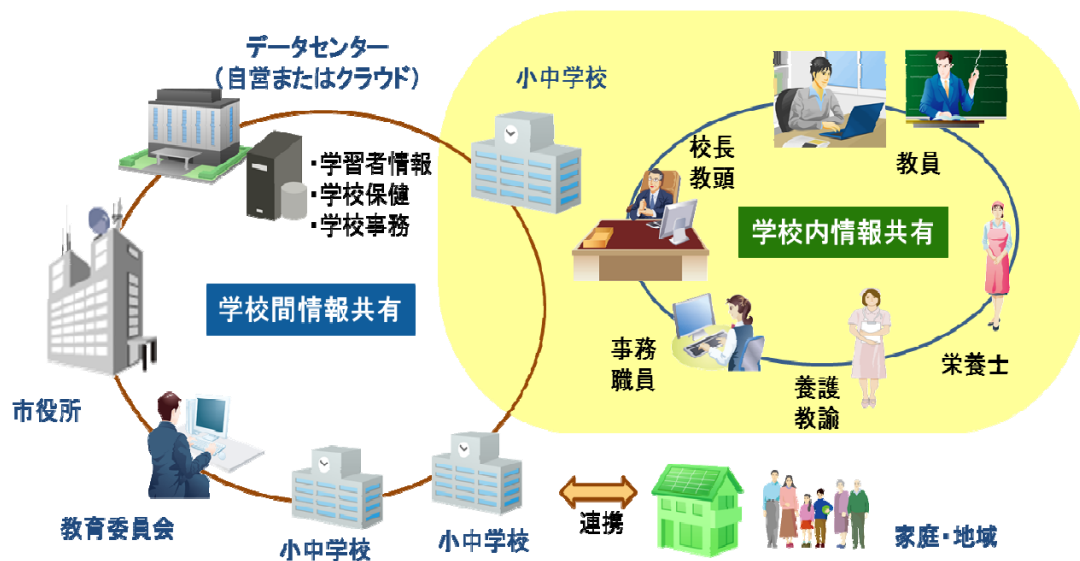 データセンター
（自営またはクラウド）
・学習者情報
・学校保健
・学校事務
学校間情報共有
市役所
教育委員会
小中学校
小中学校
小中学校
校長
教頭
教員
学校内情報共有
事務
職員
養護
教諭
栄養士
連携
家庭・地域